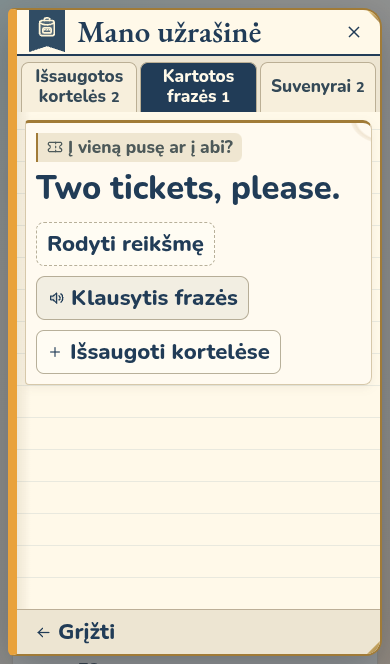 Mano užrašinė
Išsaugotos
kortelės 2
Kartotos
frazės 1
Suvenyrai 2
Į vieną pusę ar į abi?
Two tickets, please.
Rodyti reikšmę
Klausytis frazės
+ Išsaugoti kortelėse
← Grįžti